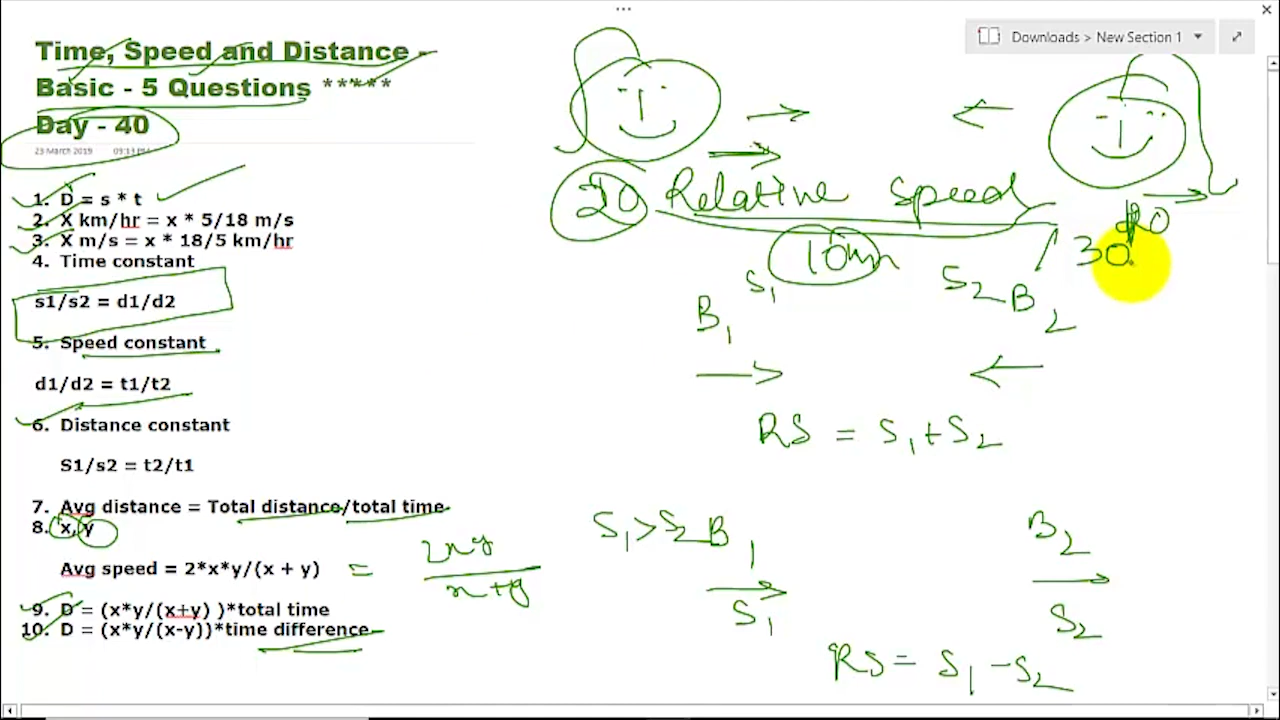 Downloads > New Section 1
Time, Speed and Distance -
Basic - 5 Questions *****
Day - 40
23 March 2019 09:13 PM
1. D = s * t
2. X km/hr = x * 5/18 m/s
3. X m/s = x * 18/5 km/hr
4. Time constant
s1/s2 = d1/d2
5. Speed constant
d1/d2 = t1/t2
6. Distance constant
S1/s2 = t2/t1
7. Avg distance = Total distance/total time
8. x, y
Avg speed = 2*x*y/(x + y) = 2xy/x+y
9. D = (x*y/(x+y) )*total time
10. D = (x*y/(x-y))*time difference
20 Relative Speed
30
10km
S1 S2
B1 B2
RS = S1+S2
S1>S2 B1 B2
S1 S2
RS = S1-S2